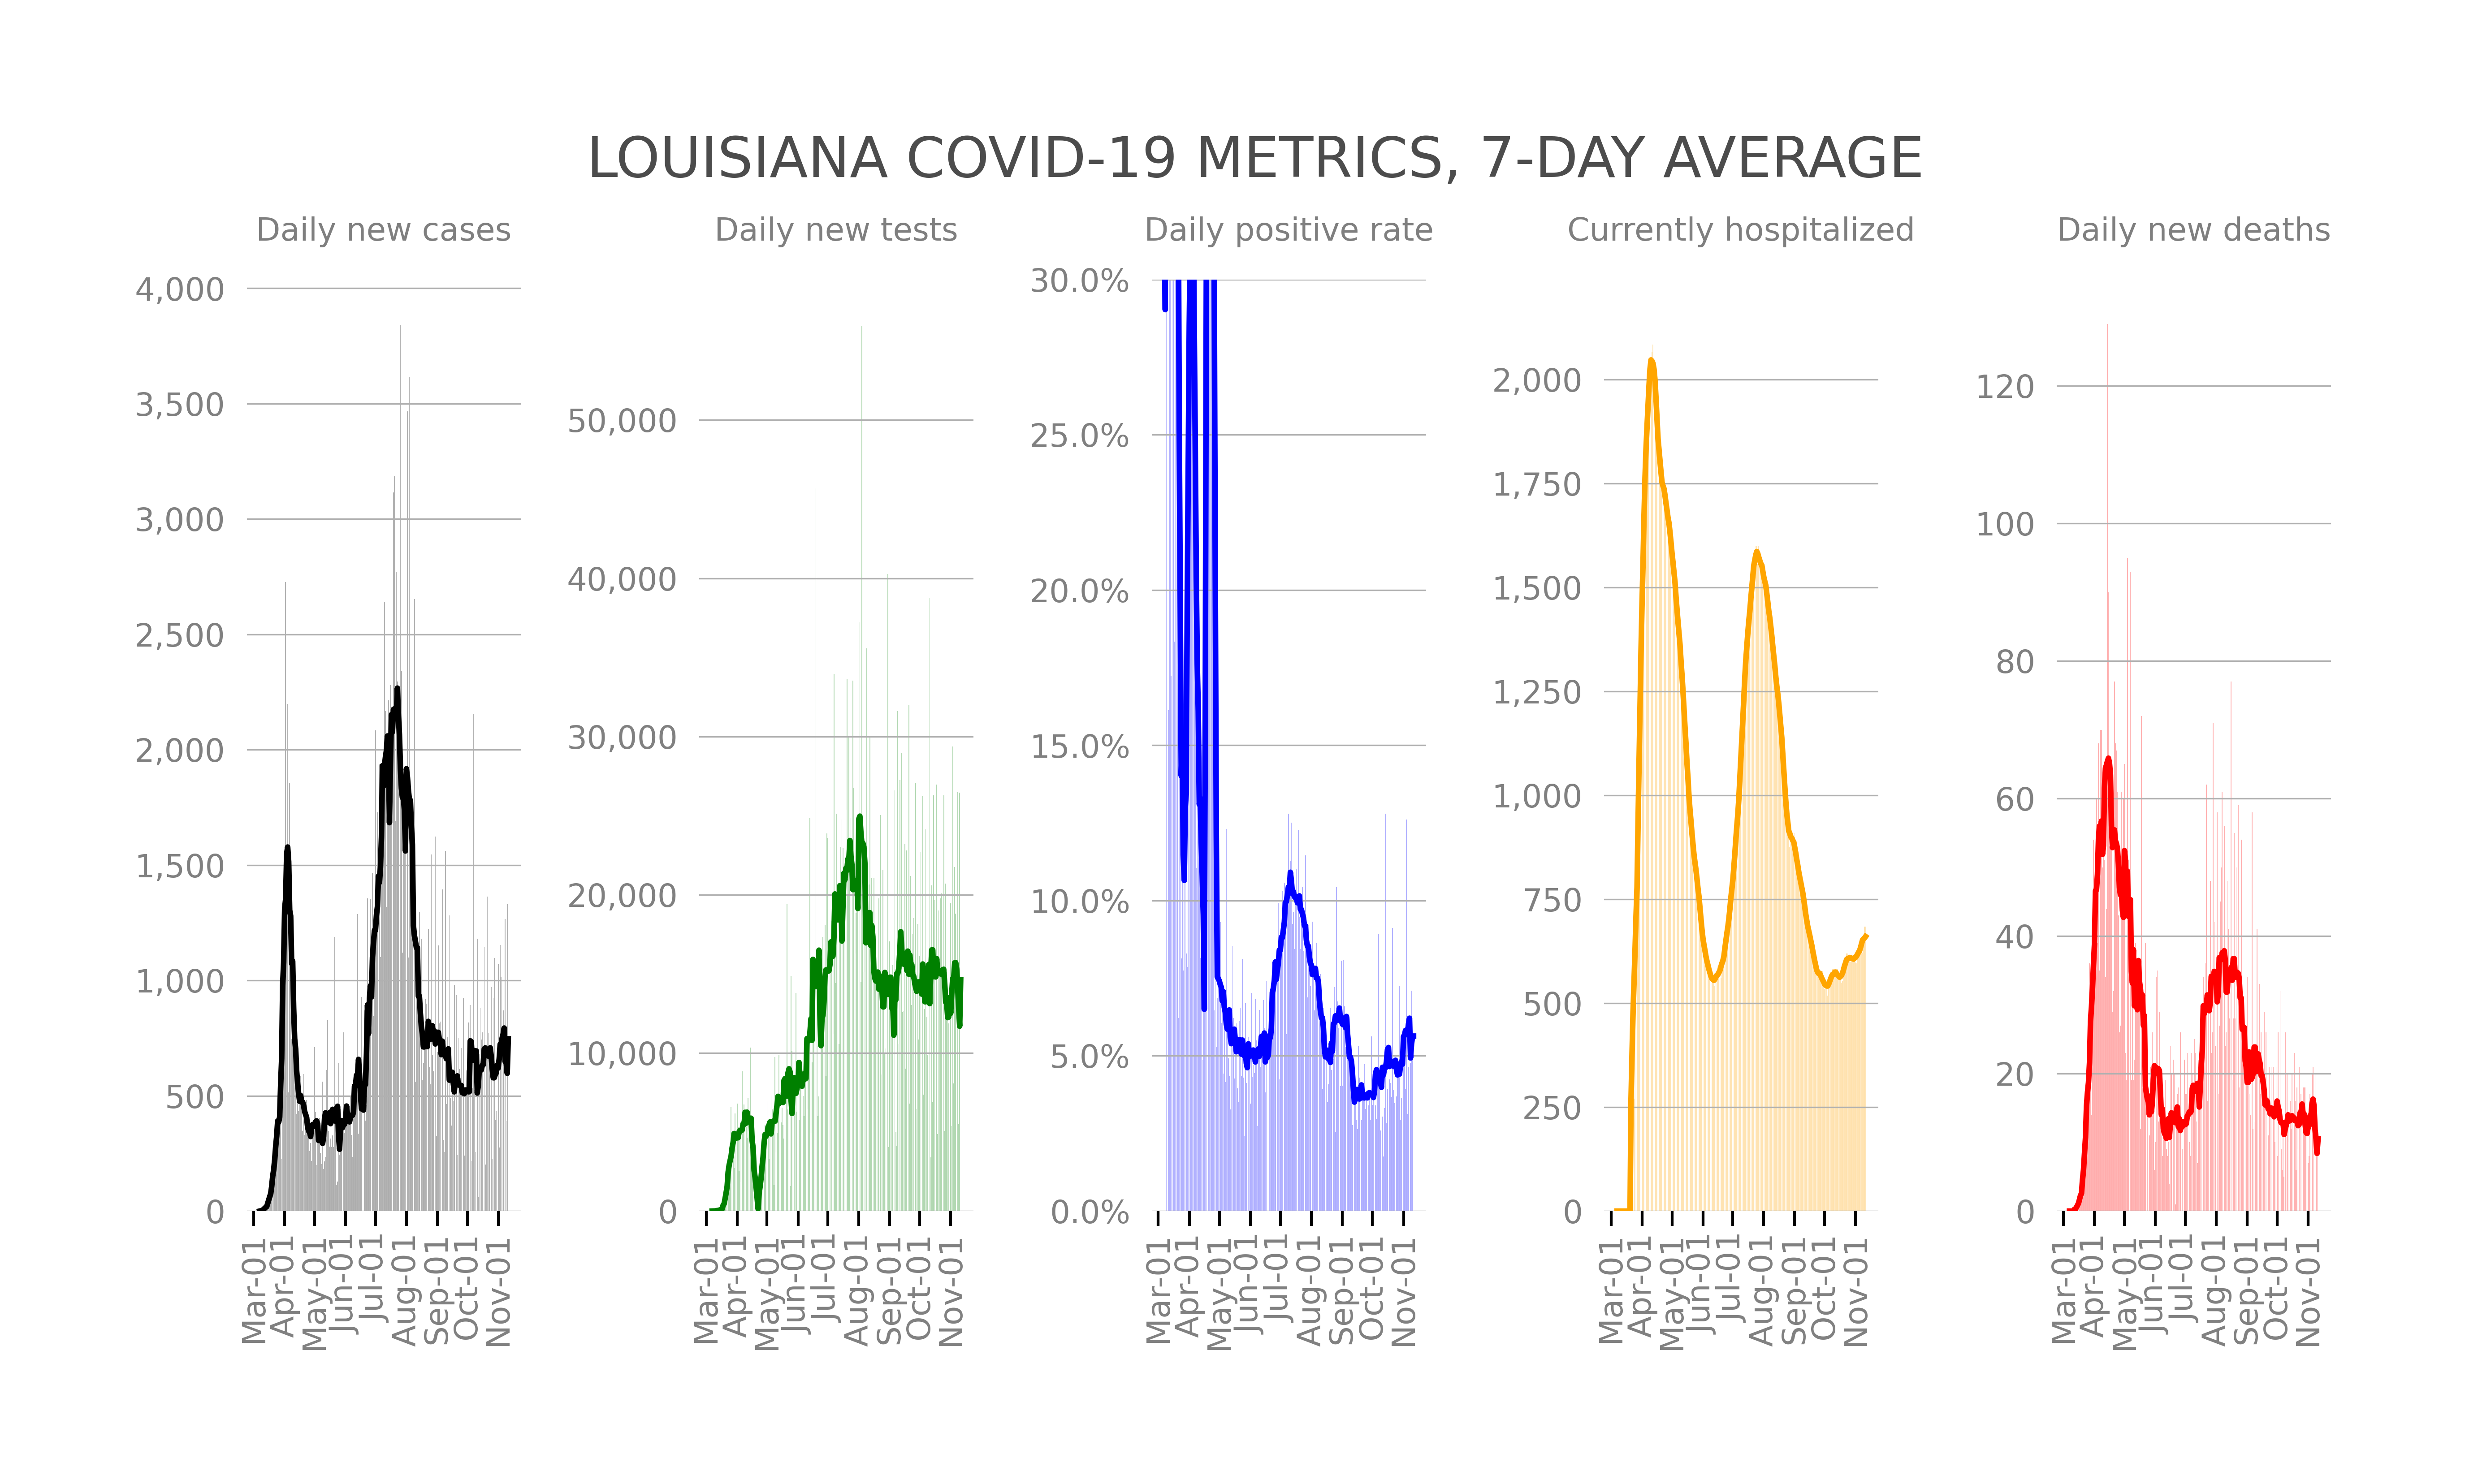 LOUISIANA COVID-19 METRICS, 7-DAY AVERAGE
Daily new cases
4,000
3,500
3,000
2,500
2,000
1,500
1,000
500
0
Mar-01
Apr-01
May-01
Jun-01
Jul-01
Aug-01
Sep-01
Oct-01
Nov-01
Daily new tests
50,000
40,000
30,000
20,000
10,000
0
Mar-01
Apr-01
May-01
Jun-01
Jul-01
Aug-01
Sep-01
Oct-01
Nov-01
Daily positive rate
30.0%
25.0%
20.0%
15.0%
10.0%
5.0%
0.0%
Mar-01
Apr-01
May-01
Jun-01
Jul-01
Aug-01
Sep-01
Oct-01
Nov-01
Currently hospitalized
2,000
1,750
1,500
1,250
1,000
750
500
250
0
Mar-01
Apr-01
May-01
Jun-01
Jul-01
Aug-01
Sep-01
Oct-01
Nov-01
Daily new deaths
120
100
80
60
40
20
0
Mar-01
Apr-01
May-01
Jun-01
Jul-01
Aug-01
Sep-01
Oct-01
Nov-01